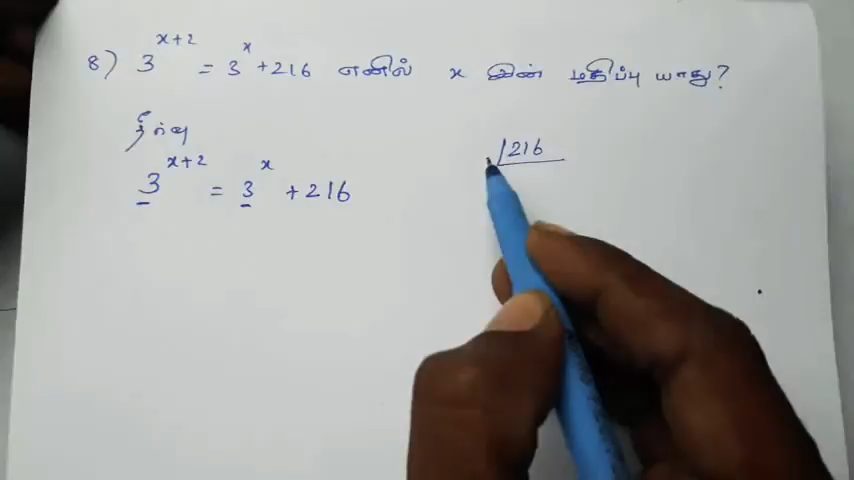 8) 3^{x+2} = 3^x + 216 எனில் x இன் மதிப்பு யாது?
தீர்வு
3^{x+2} = 3^x + 216
216